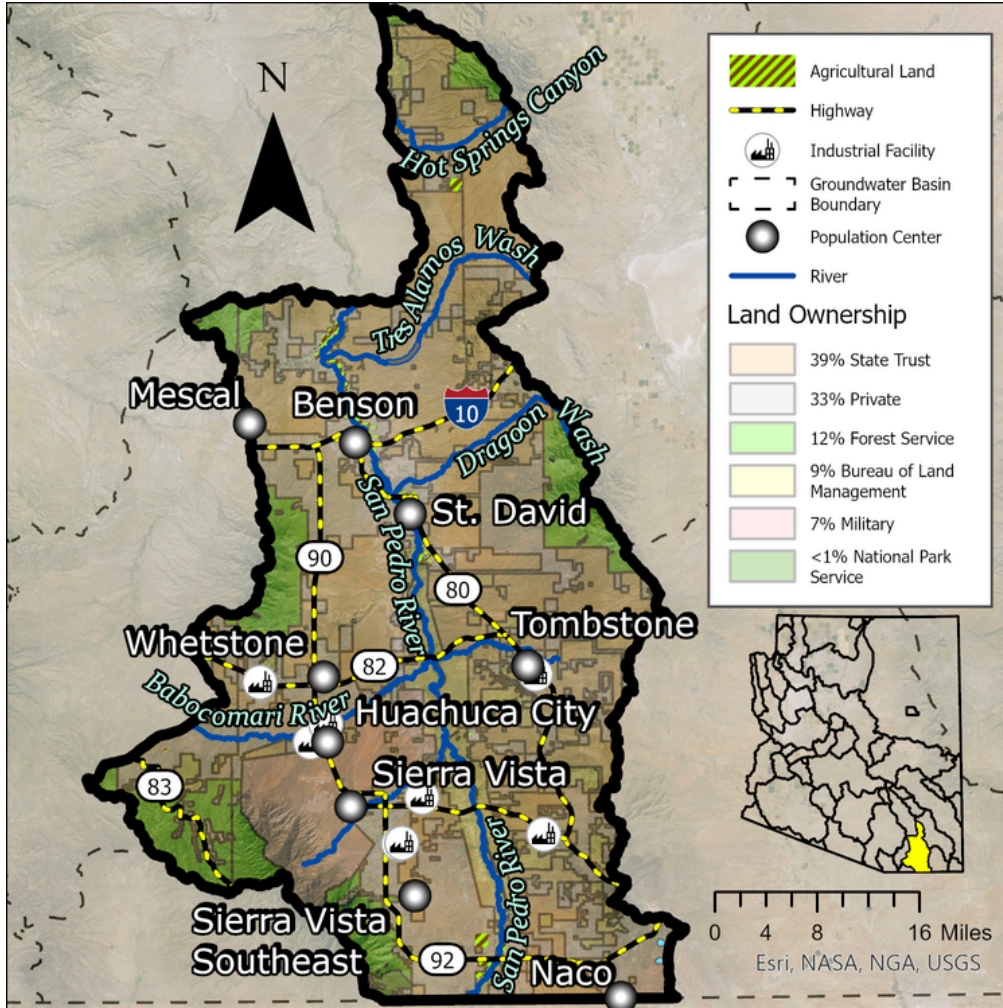 N
Hot Springs Canyon
Tres Alamos Wash
Mescal
Benson
10
Dragoon Wash
San Pedro River
St. David
90
80
Whetstone
Tombstone
82
Babocomari River
Huachuca City
83
Sierra Vista
Sierra Vista
Southeast
San Pedro River
92
Naco
Agricultural Land
Highway
Industrial Facility
Groundwater Basin
Boundary
Population Center
River
Land Ownership
39% State Trust
33% Private
12% Forest Service
9% Bureau of Land
Management
7% Military
<1% National Park
Service
0 4 8 16 Miles
Esri, NASA, NGA, USGS